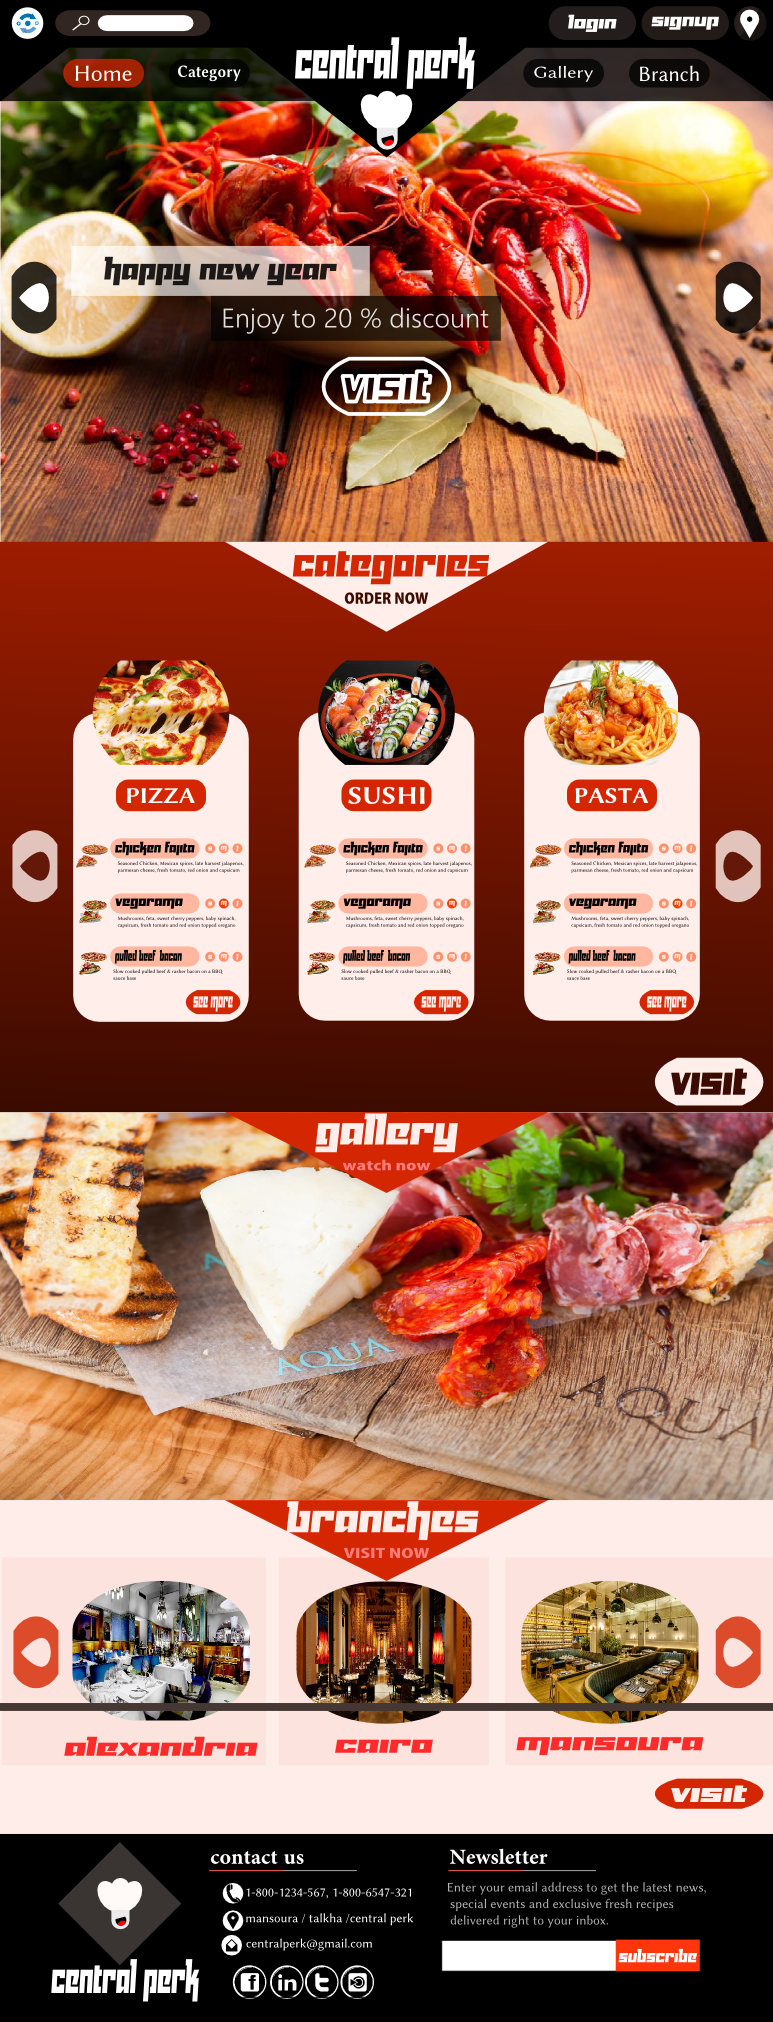 login
signup
central perk
Home
Category
Gallery
Branch
happy new year
Enjoy to 20 % discount
visit
categories
ORDER NOW
PIZZA
chicken fajita
Seasoned Chicken, Mexican spices, late harvest jalapenos,
parmesan cheese, fresh tomato, red onion and capsicum
vegorama
Mushrooms, feta, sweet cherry peppers, baby spinach,
capsicum, fresh tomato and red onion topped oregano
pulled beef bacon
Slow cooked pulled beef & rasher bacon on a BBQ
sauce base
see more
SUSHI
chicken fajita
Seasoned Chicken, Mexican spices, late harvest jalapenos,
parmesan cheese, fresh tomato, red onion and capsicum
vegorama
Mushrooms, feta, sweet cherry peppers, baby spinach,
capsicum, fresh tomato and red onion topped oregano
pulled beef bacon
Slow cooked pulled beef & rasher bacon on a BBQ
sauce base
see more
PASTA
chicken fajita
Seasoned Chicken, Mexican spices, late harvest jalapenos,
parmesan cheese, fresh tomato, red onion and capsicum
vegorama
Mushrooms, feta, sweet cherry peppers, baby spinach,
capsicum, fresh tomato and red onion topped oregano
pulled beef bacon
Slow cooked pulled beef & rasher bacon on a BBQ
sauce base
see more
visit
gallery
watch now
AQUA
AQUA
branches
VISIT NOW
alexandria
cairo
mansoura
visit
central perk
contact us
1-800-1234-567, 1-800-6547-321
mansoura / talkha /central perk
centralperk@gmail.com
Newsletter
Enter your email address to get the latest news,
special events and exclusive fresh recipes
delivered right to your inbox.
subscribe